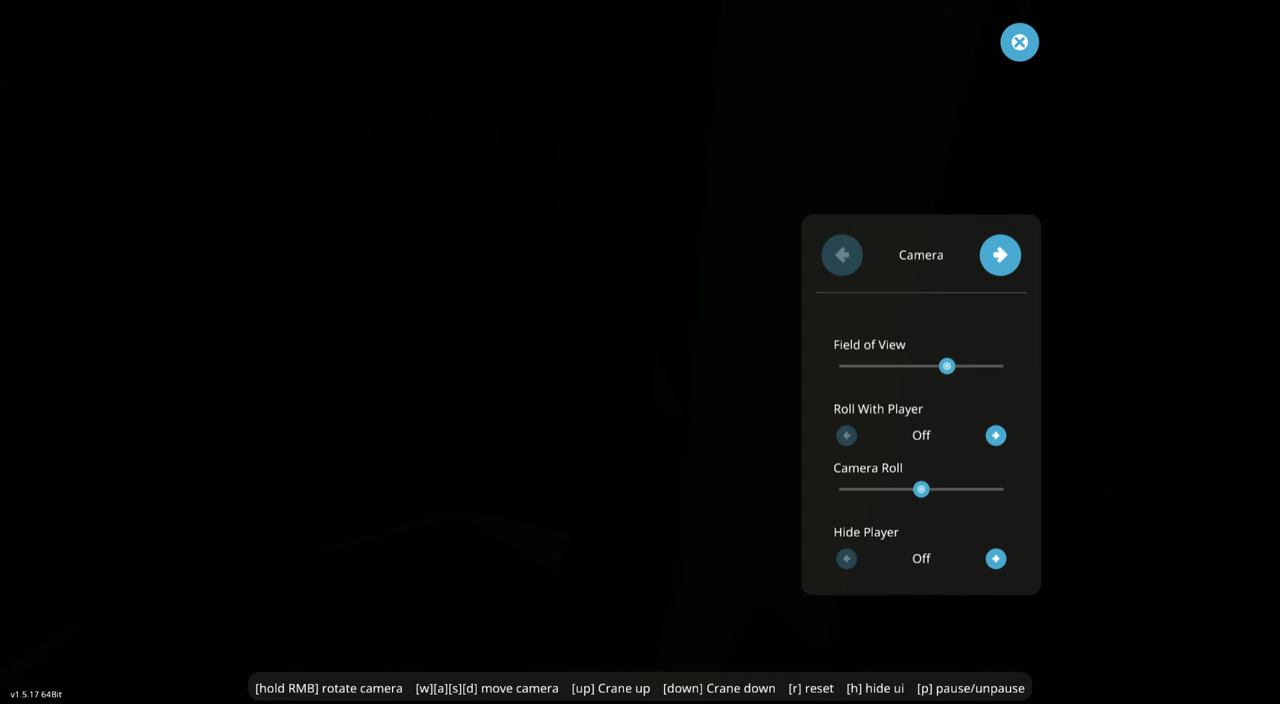 Camera
Field of View
Roll With Player
Off
Camera Roll
Hide Player
Off
v1.5.17 64Bit
[hold RMB] rotate camera [w][a][s][d] move camera [up] Crane up [down] Crane down [r] reset [h] hide ui [p] pause/unpause